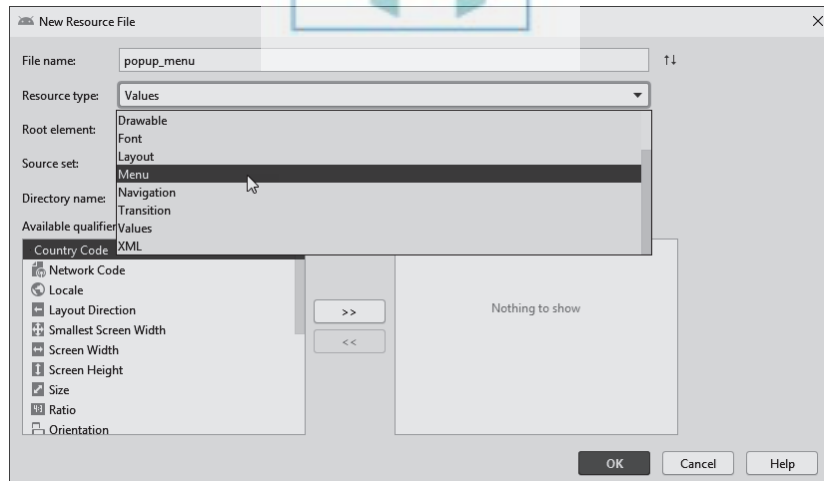 New Resource File
File name: popup_menu
Resource type: Values
Root element:
Drawable
Font
Source set:
Layout
Menu
Directory name:
Navigation
Transition
Available qualifier
Values
XML
Country Code
Network Code
Locale
Layout Direction
Smallest Screen Width
Screen Width
Screen Height
Size
Ratio
Orientation
>>
<<
Nothing to show
OK Cancel Help